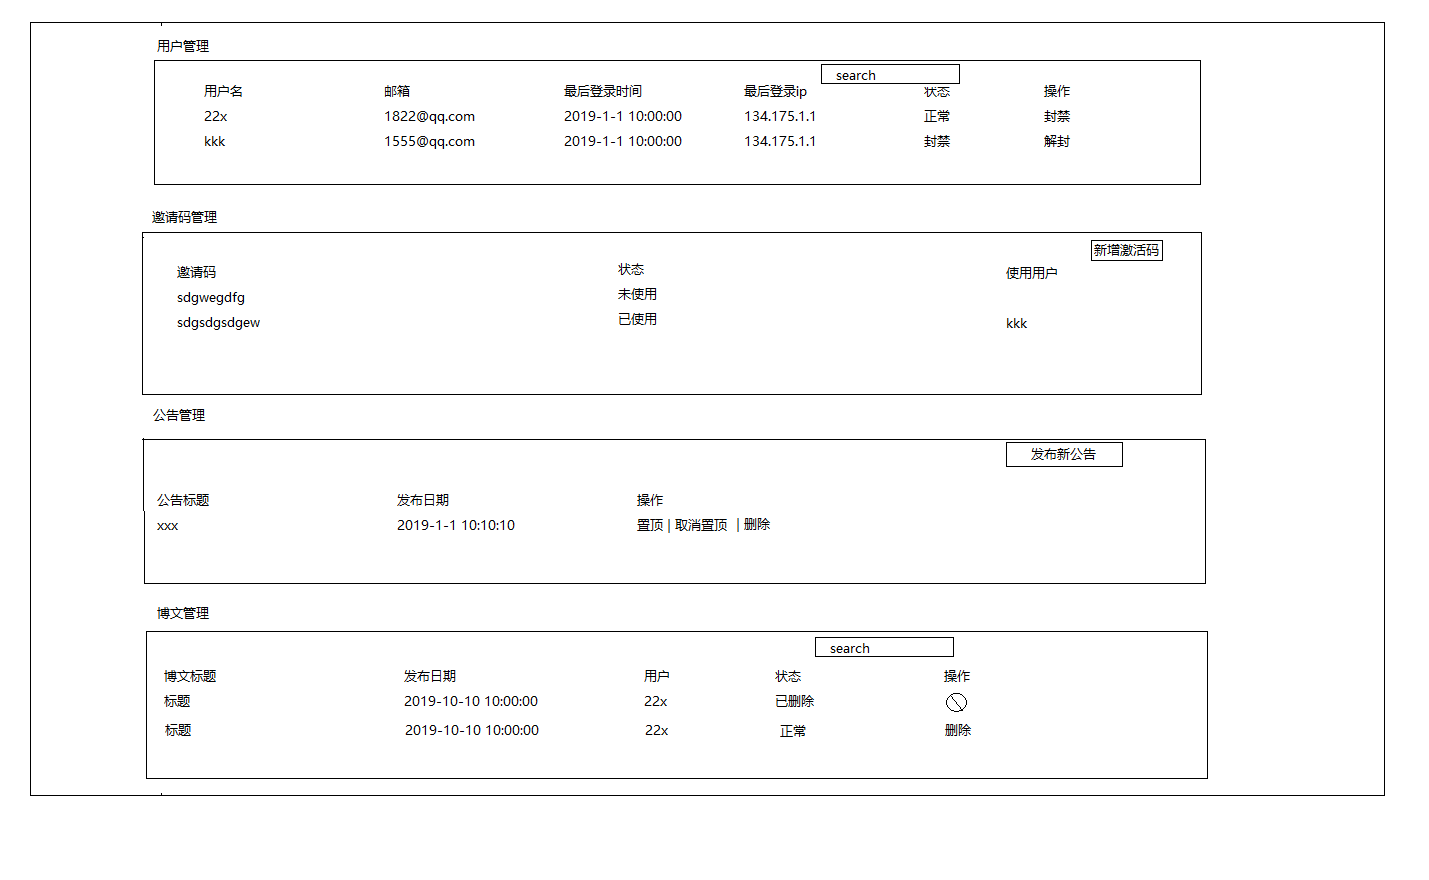 用户管理
search
用户名 邮箱 最后登录时间 最后登录ip 状态 操作
22x 1822@qq.com 2019-1-1 10:00:00 134.175.1.1 正常 封禁
kkk 1555@qq.com 2019-1-1 10:00:00 134.175.1.1 封禁 解封
邀请码管理
新增激活码
邀请码 状态 使用用户
sdgwegdfg 未使用
sdgsdgsdgew 已使用 kkk
公告管理
发布新公告
公告标题 发布日期 操作
xxx 2019-1-1 10:10:10 置顶 | 取消置顶 | 删除
博文管理
search
博文标题 发布日期 用户 状态 操作
标题 2019-10-10 10:00:00 22x 已删除
标题 2019-10-10 10:00:00 22x 正常 删除